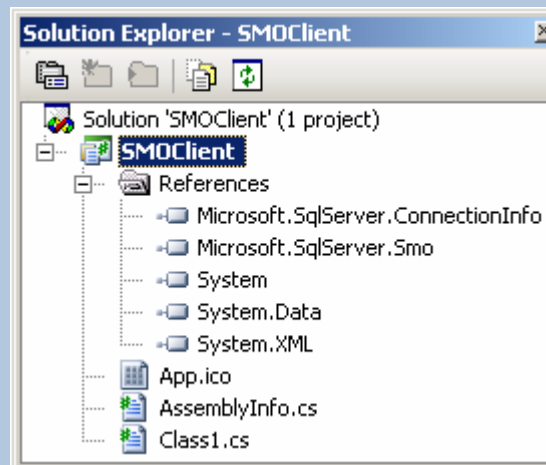 Solution Explorer - SMOClient
Solution 'SMOClient' (1 project)
SMOClient
References
Microsoft.SqlServer.ConnectionInfo
Microsoft.SqlServer.Smo
System
System.Data
System.XML
App.ico
AssemblyInfo.cs
Class1.cs